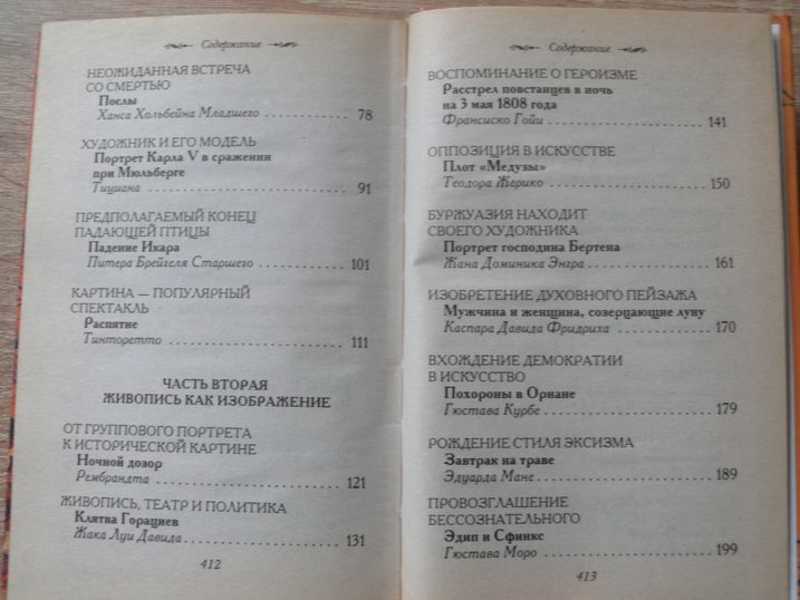 Содержание
НЕОЖИДАННАЯ ВСТРЕЧА
СО СМЕРТЬЮ
Послы
Ханса Хольбейна Младшего 78
ХУДОЖНИК И ЕГО МОДЕЛЬ
Портрет Карла V в сражении
при Мюльберге
Тициана 91
ПРЕДПОЛАГАЕМЫЙ КОНЕЦ
ПАДАЮЩЕЙ ПТИЦЫ
Падение Икара
Питера Брейгеля Старшего 101
КАРТИНА — ПОПУЛЯРНЫЙ
СПЕКТАКЛЬ
Распятие
Тинторетто 111
ЧАСТЬ ВТОРАЯ
ЖИВОПИСЬ КАК ИЗОБРАЖЕНИЕ
ОТ ГРУППОВОГО ПОРТРЕТА
К ИСТОРИЧЕСКОЙ КАРТИНЕ
Ночной дозор
Рембрандта 121
ЖИВОПИСЬ, ТЕАТР И ПОЛИТИКА
Клятва Горациев
Жака Луи Давида 131
412
Содержание
ВОСПОМИНАНИЕ О ГЕРОИЗМЕ
Расстрел повстанцев в ночь
на 3 мая 1808 года
Франсиско Гойи 141
ОППОЗИЦИЯ В ИСКУССТВЕ
Плот «Медузы»
Теодора Жерико 150
БУРЖУАЗИЯ НАХОДИТ
СВОЕГО ХУДОЖНИКА
Портрет господина Бертена
Жана Доминика Энгра 161
ИЗОБРЕТЕНИЕ ДУХОВНОГО ПЕЙЗАЖА
Мужчина и женщина, созерцающие луну
Каспара Давида Фридриха 170
ВХОЖДЕНИЕ ДЕМОКРАТИИ
В ИСКУССТВО
Похороны в Орнане
Гюстава Курбе 179
РОЖДЕНИЕ СТИЛЯ ЭКСИЗМА
Завтрак на траве
Эдуарда Мане 189
ПРОВОЗГЛАШЕНИЕ
БЕССОЗНАТЕЛЬНОГО
Эдип и Сфинкс
Гюстава Моро 199
413